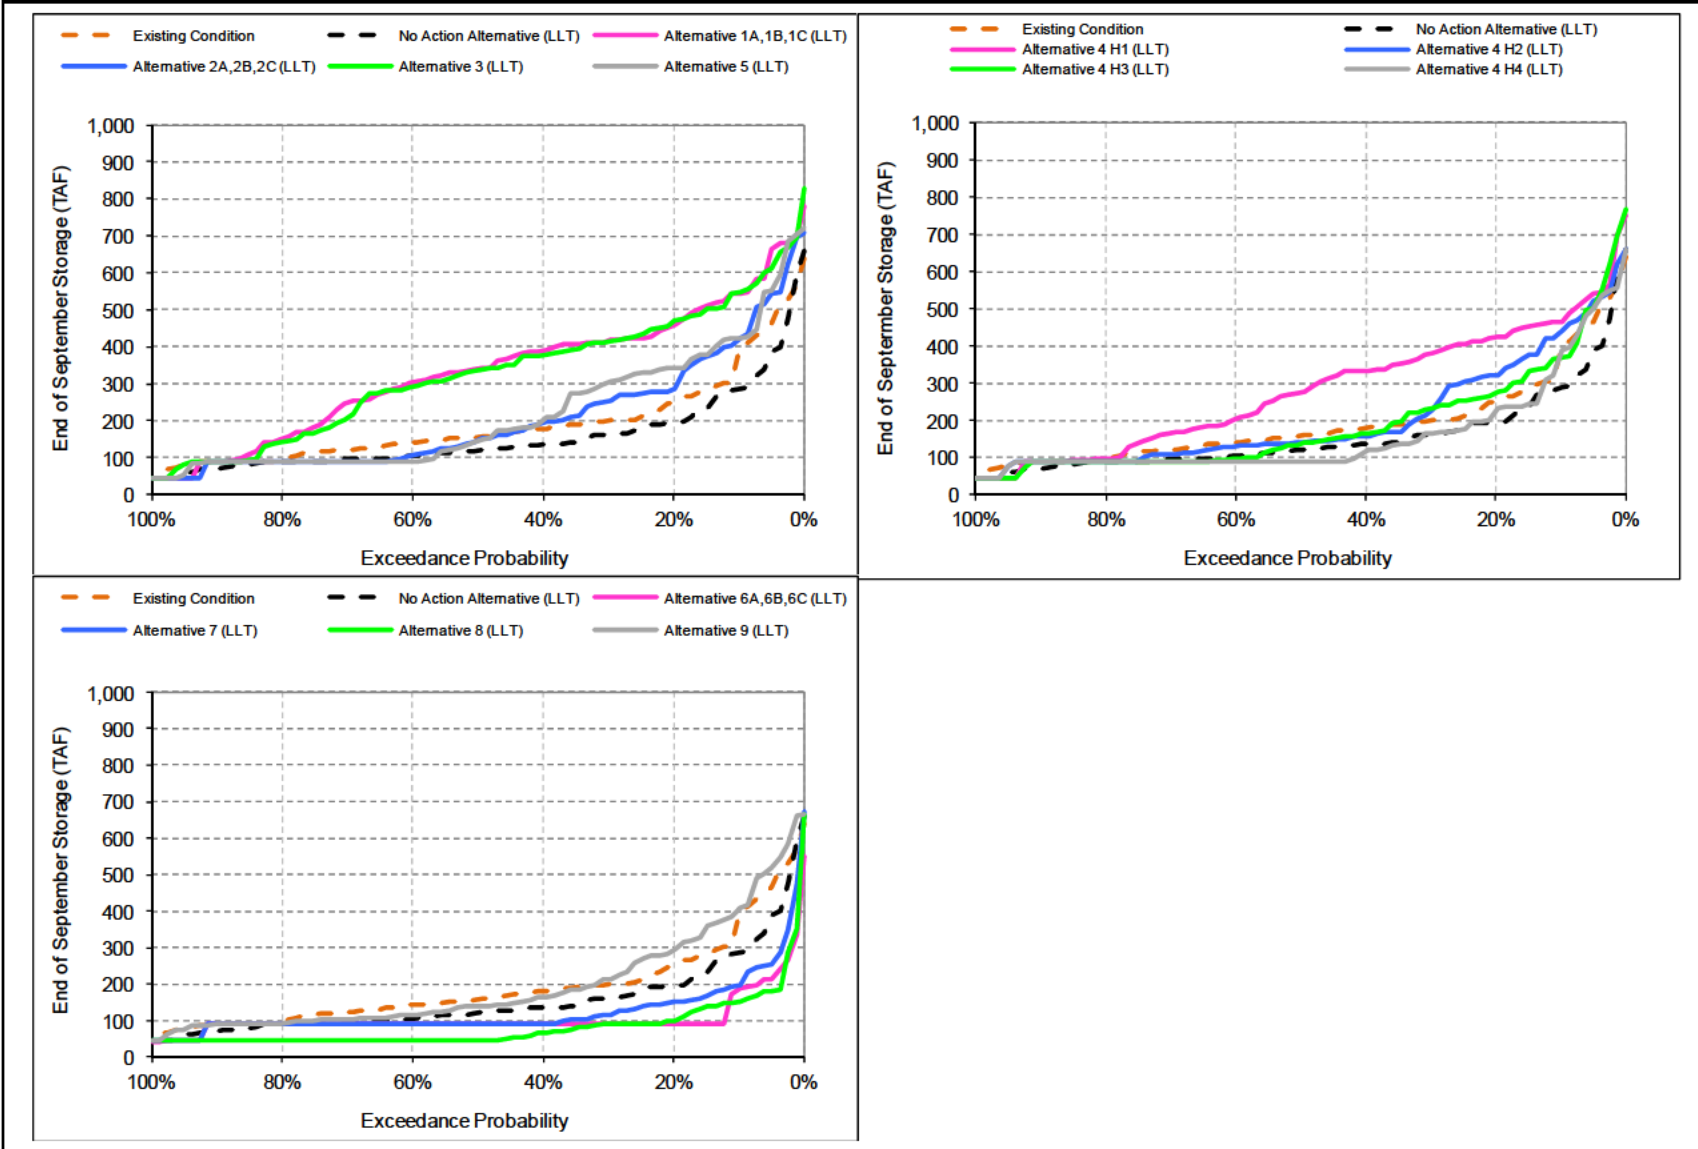 Existing Condition No Action Alternative (LLT) Alternative 1A,1B,1C (LLT)
Alternative 2A,2B,2C (LLT) Alternative 3 (LLT) Alternative 5 (LLT)
End of September Storage (TAF)
1,000
900
800
700
600
500
400
300
200
100
0
100% 80% 60% 40% 20% 0%
Exceedance Probability
Existing Condition No Action Alternative (LLT)
Alternative 4 H1 (LLT) Alternative 4 H2 (LLT)
Alternative 4 H3 (LLT) Alternative 4 H4 (LLT)
End of September Storage (TAF)
1,000
900
800
700
600
500
400
300
200
100
0
100% 80% 60% 40% 20% 0%
Exceedance Probability
Existing Condition No Action Alternative (LLT) Alternative 6A,6B,6C (LLT)
Alternative 7 (LLT) Alternative 8 (LLT) Alternative 9 (LLT)
End of September Storage (TAF)
1,000
900
800
700
600
500
400
300
200
100
0
100% 80% 60% 40% 20% 0%
Exceedance Probability